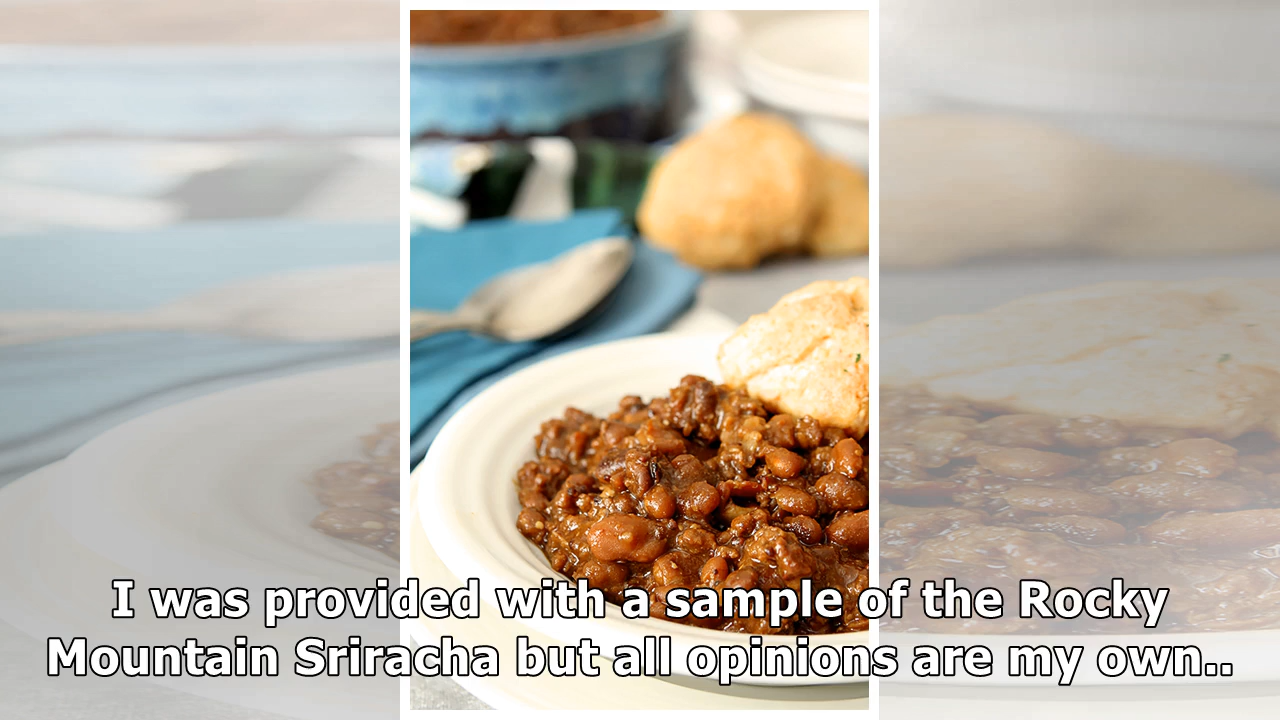 I was provided with a sample of the Rocky
Mountain Sriracha but all opinions are my own..